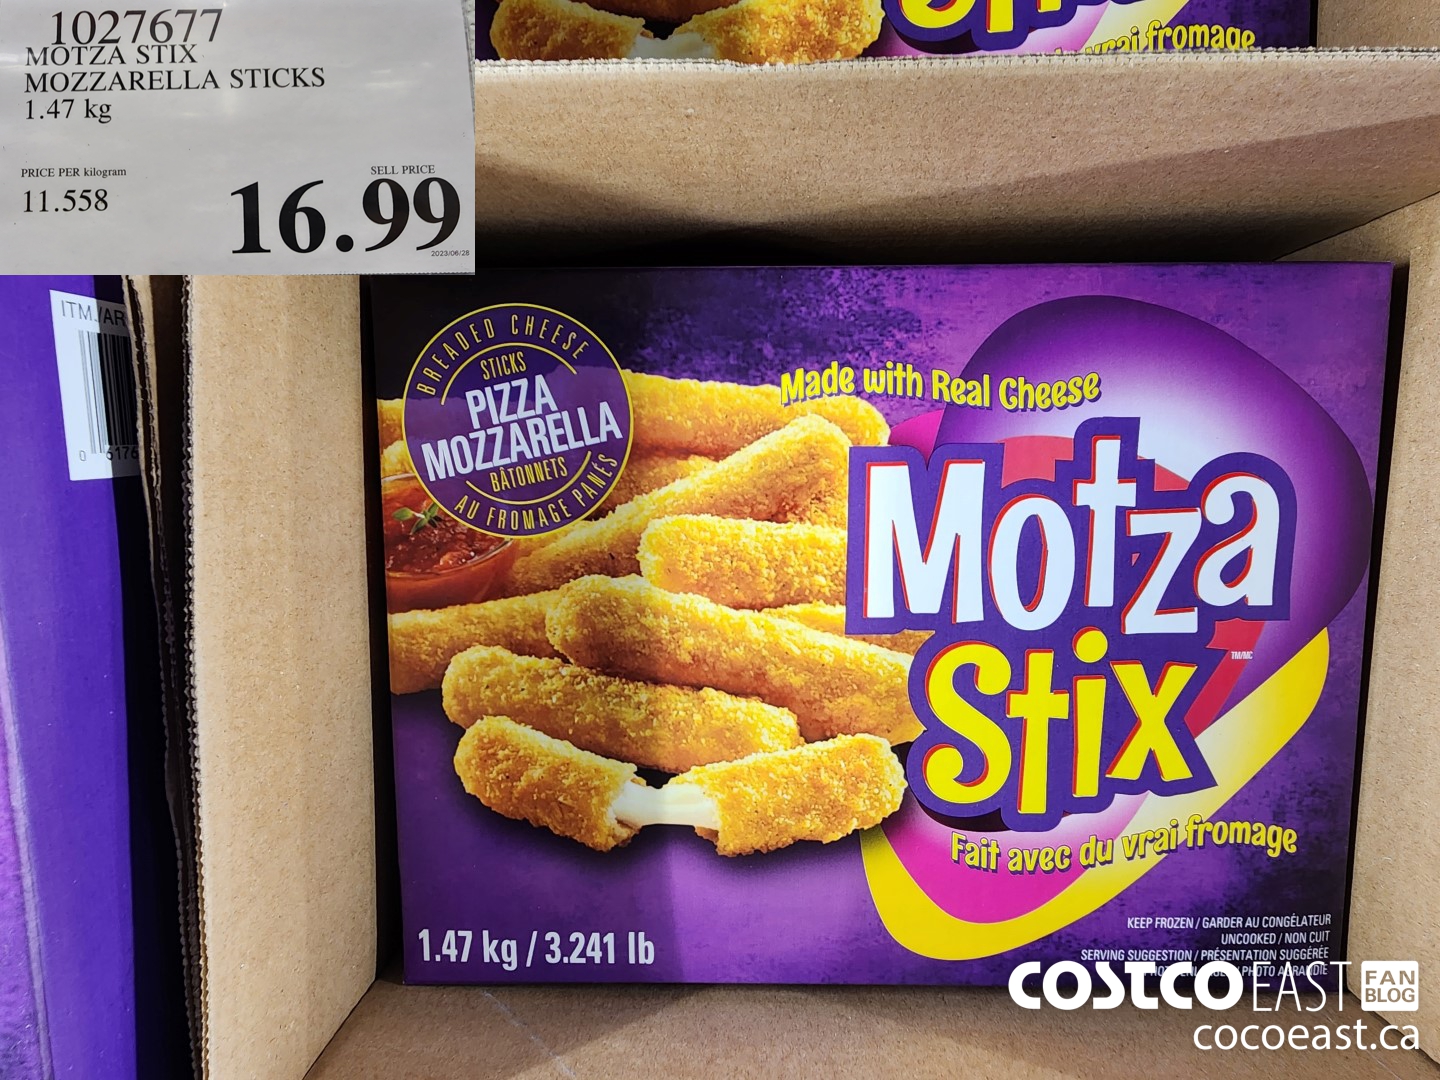 1027677
MOTZA STIX
MOZZARELLA STICKS
1.47 kg
PRICE PER kilogram
11.558
SELL PRICE
16.99
2023/06/28
Stix
vrai fromage
ITM./AR
0
6176
BREADED CHEESE
STICKS
PIZZA
MOZZARELLA
BÂTONNETS
AU FROMAGE PANÉS
Made with Real Cheese
Motza
Stix
TM/MC
Fait avec du vrai fromage
1.47 kg / 3.241 lb
KEEP FROZEN / GARDER AU CONGÉLATEUR
UNCOOKED / NON CUIT
SERVING SUGGESTION / PRÉSENTATION SUGGÉRÉE
COSTCO EAST FAN BLOG
cocoeast.ca